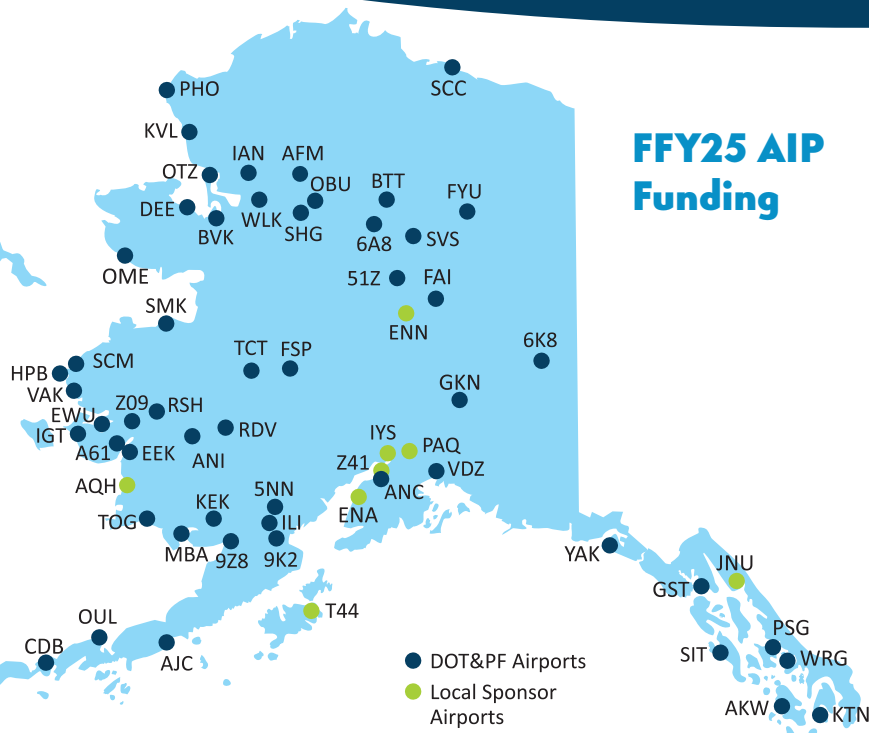 FFY25 AIP
Funding
SCC
PHO
KVL
IAN
AFM
OTZ
OBU
BTT
FYU
DEE
WLK
SHG
BVK
6A8
SVS
OME
51Z
FAI
SMK
ENN
6K8
TCT
FSP
SCM
HPB
VAK
GKN
Z09
RSH
EWU
IGT
RDV
IYS
PAQ
A61
EEK
ANI
Z41
VDZ
AQH
ANC
KEK
5NN
ENA
TOG
ILI
MBA
9Z8
9K2
YAK
JNU
GST
T44
OUL
PSG
CDB
AJC
SIT
WRG
DOT&PF Airports
Local Sponsor
Airports
AKW
KTN